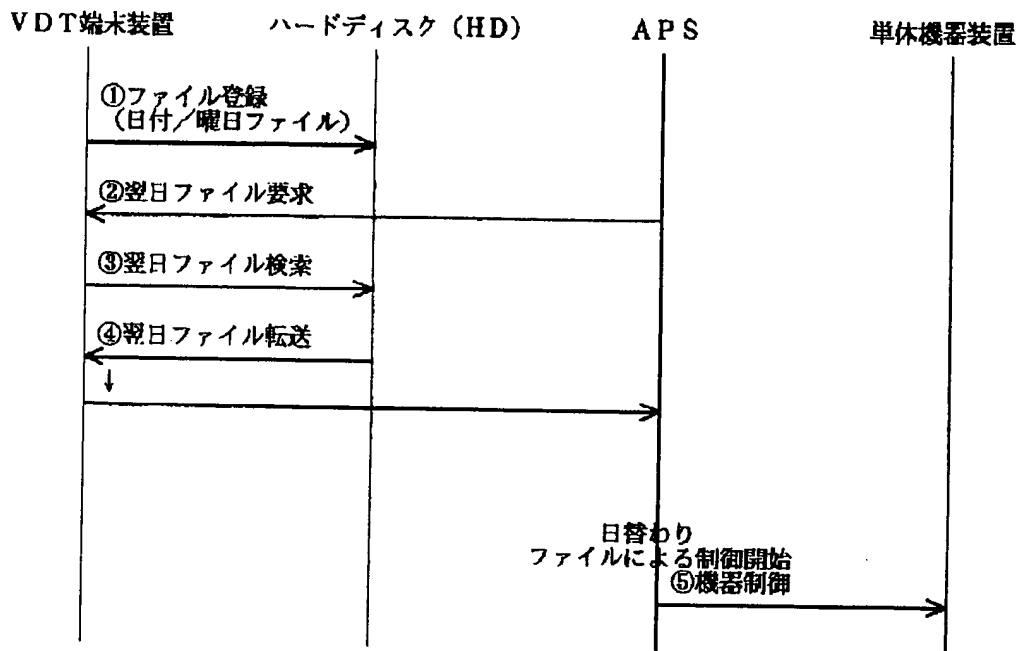 VDT端末装置 ハードディスク(HD) APS 単体機器装置
①ファイル登録
(日付/曜日ファイル)
②翌日ファイル要求
③翌日ファイル検索
④翌日ファイル転送
↓
日替わり
ファイルによる制御開始
⑤機器制御